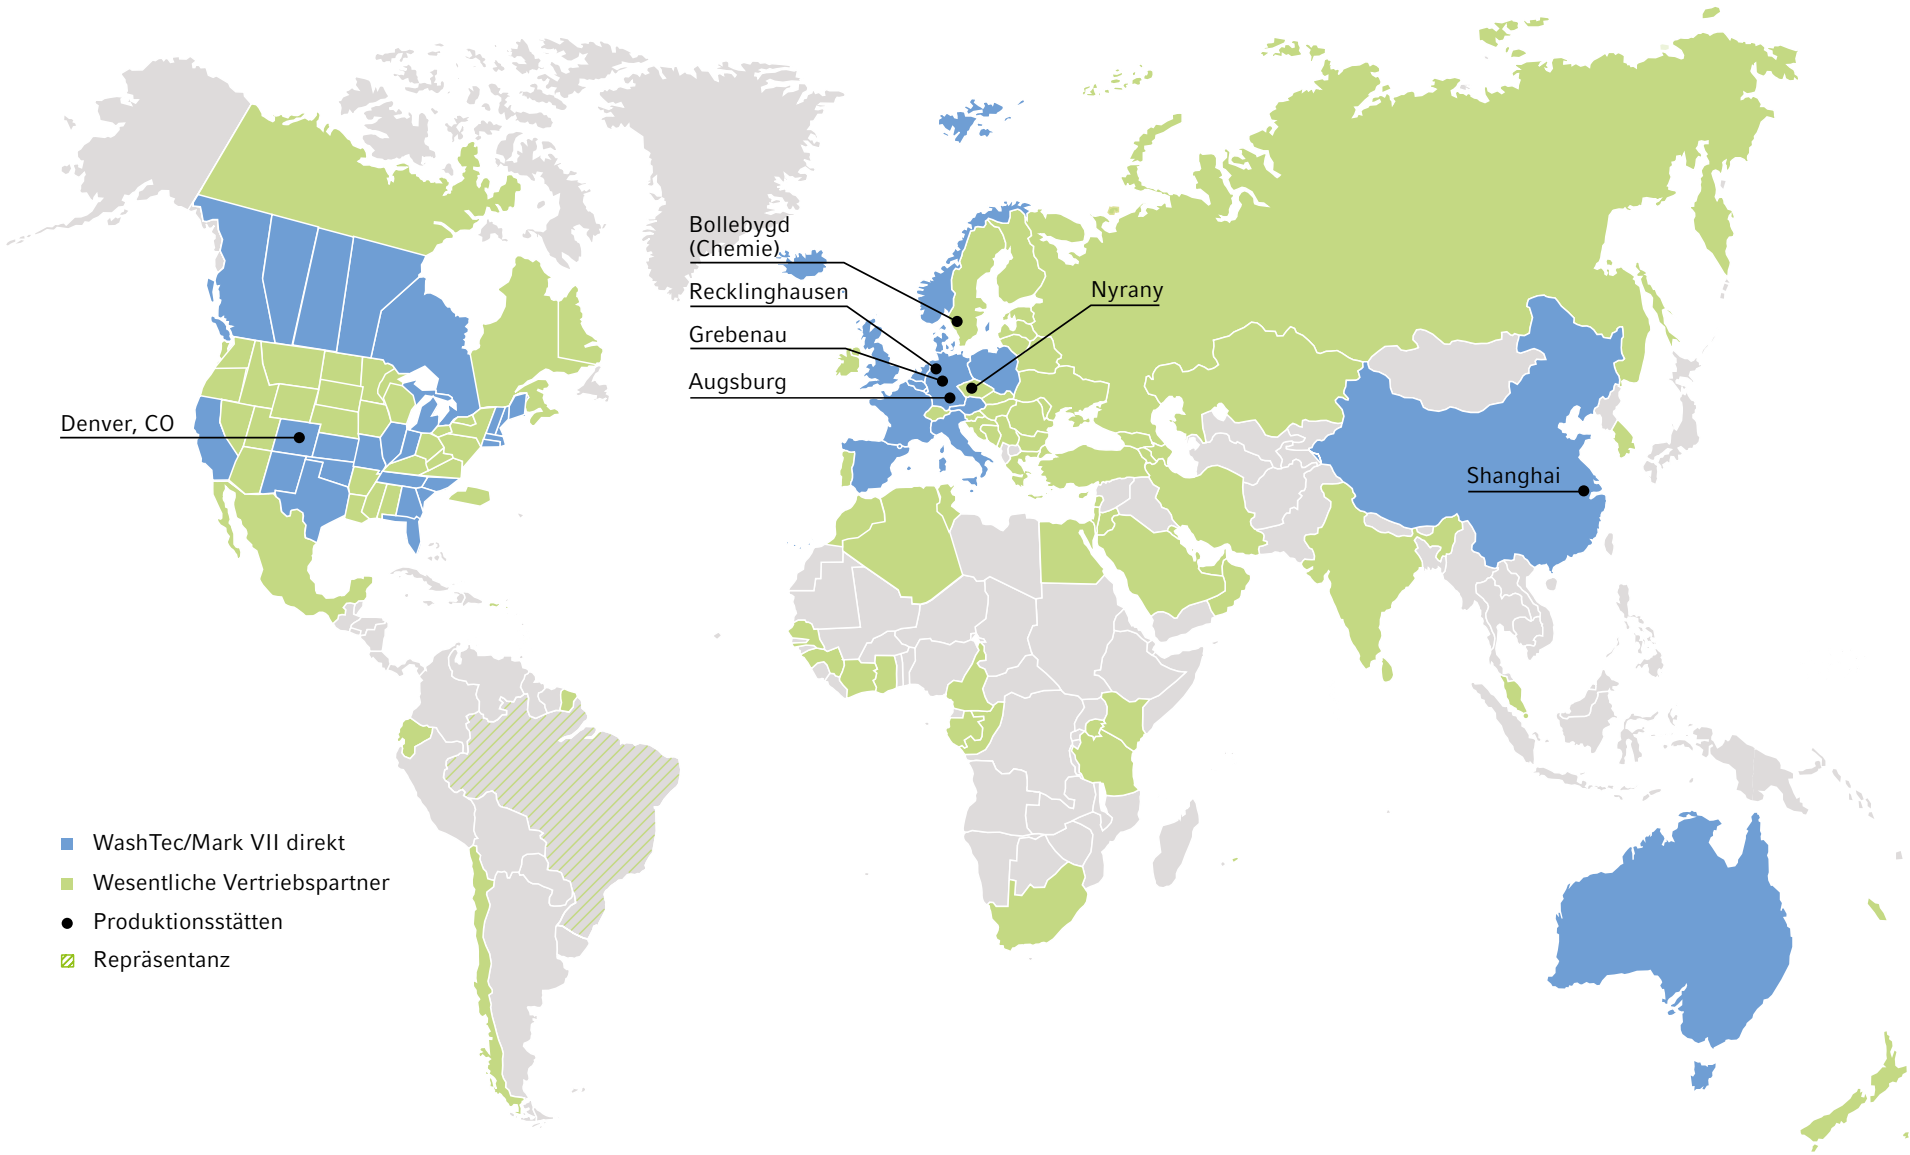 Bollebygd
(Chemie)
Recklinghausen
Nyrany
Grebenau
Augsburg
Denver, CO
Shanghai
WashTec/Mark VII direkt
Wesentliche Vertriebspartner
Produktionsstätten
Repräsentanz